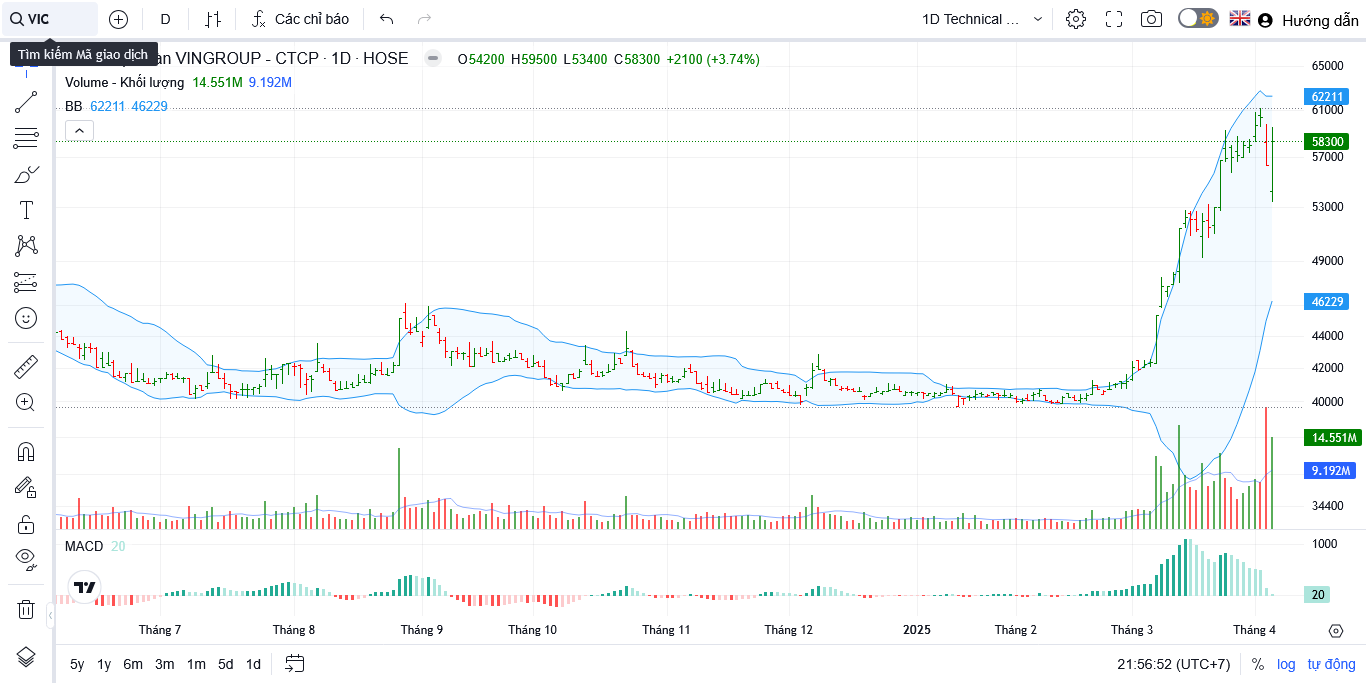 VIC
D
Các chỉ báo
1D Technical ...
Hướng dẫn
Tìm kiếm Mã giao dịch
an VINGROUP - CTCP · 1D · HOSE
O54200 H59500 L53400 C58300 +2100 (+3.74%)
Volume - Khối lượng 14.551M 9.192M
BB 62211 46229
65000
62211
61000
58300
57000
53000
49000
46229
44000
42000
40000
14.551M
9.192M
34400
MACD 20
1000
20
Tháng 7
Tháng 8
Tháng 9
Tháng 10
Tháng 11
Tháng 12
2025
Tháng 2
Tháng 3
Tháng 4
5y 1y 6m 3m 1m 5d 1d
21:56:52 (UTC+7)
%
log
tự động